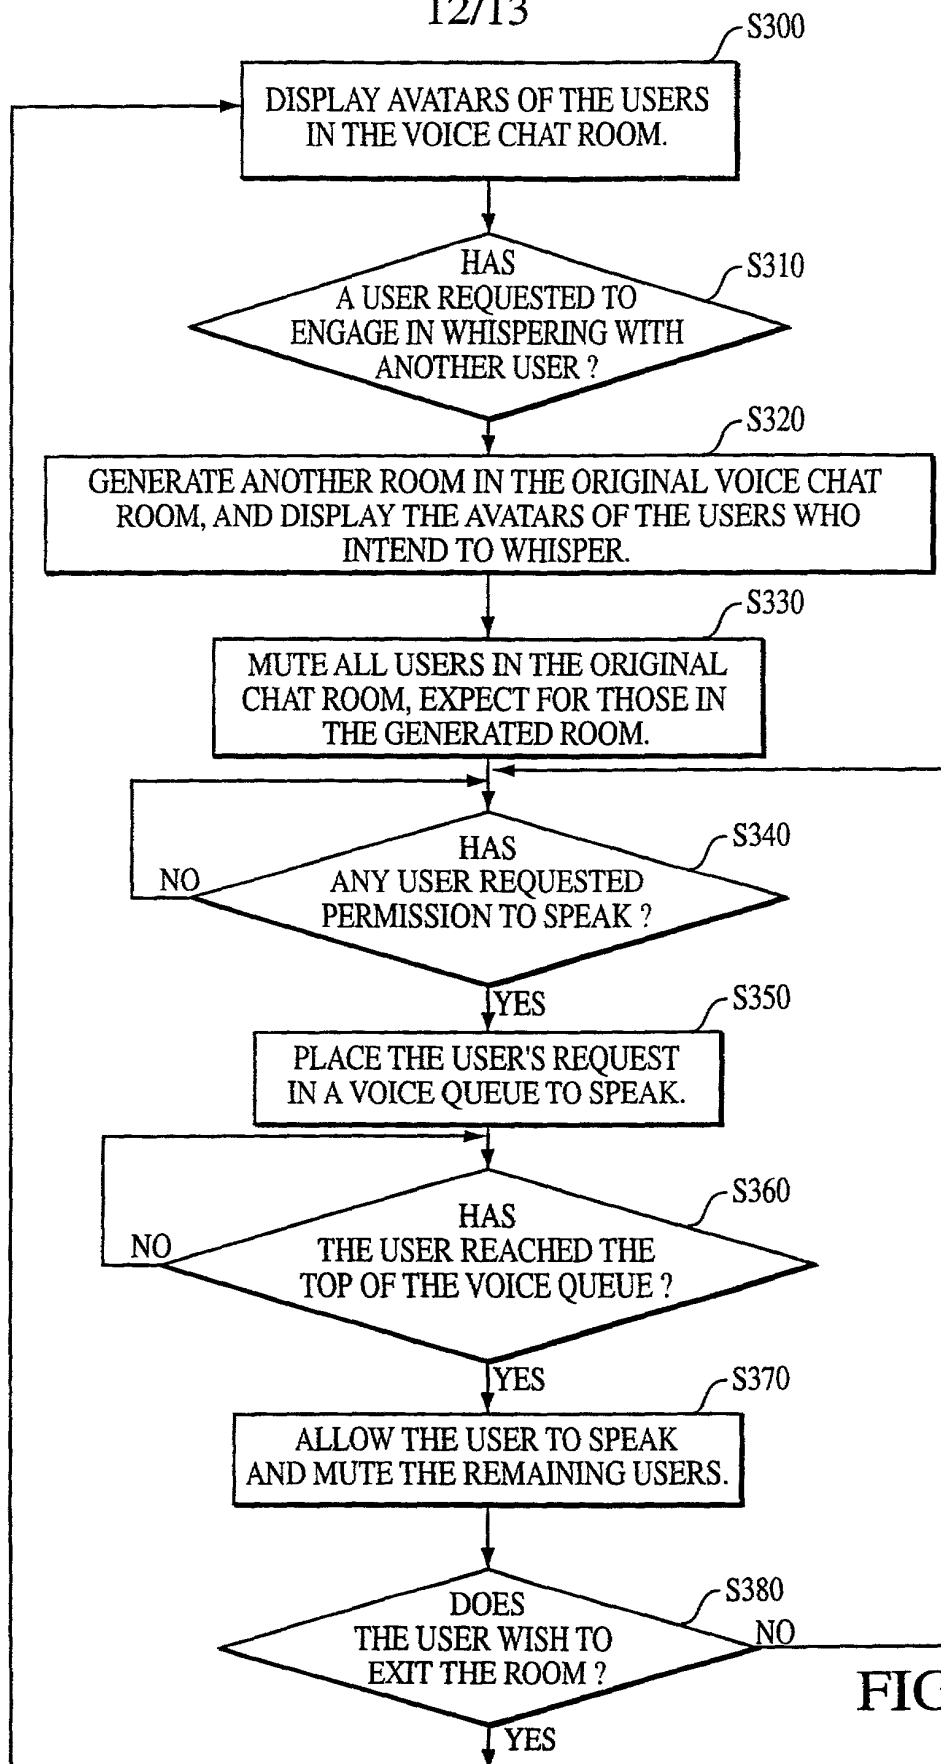 12/13
S300
DISPLAY AVATARS OF THE USERS
IN THE VOICE CHAT ROOM.
S310
HAS
A USER REQUESTED TO
ENGAGE IN WHISPERING WITH
ANOTHER USER ?
S320
GENERATE ANOTHER ROOM IN THE ORIGINAL VOICE CHAT
ROOM, AND DISPLAY THE AVATARS OF THE USERS WHO
INTEND TO WHISPER.
S330
MUTE ALL USERS IN THE ORIGINAL
CHAT ROOM, EXPECT FOR THOSE IN
THE GENERATED ROOM.
S340
HAS
ANY USER REQUESTED
PERMISSION TO SPEAK ?
NO
YES
S350
PLACE THE USER'S REQUEST
IN A VOICE QUEUE TO SPEAK.
S360
HAS
THE USER REACHED THE
TOP OF THE VOICE QUEUE ?
NO
YES
S370
ALLOW THE USER TO SPEAK
AND MUTE THE REMAINING USERS.
S380
DOES
THE USER WISH TO
EXIT THE ROOM ?
NO
FIG
YES